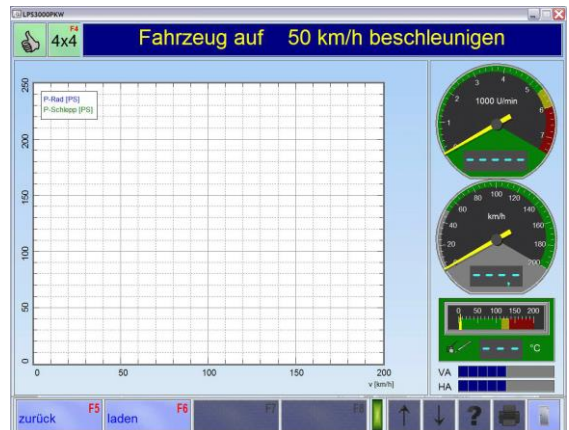 LPS3000PKW
F4
4x4
Fahrzeug auf 50 km/h beschleunigen
P-Rad [PS]
P-Schlepp [PS]
250
200
150
100
50
0
0 50 100 150 200
v [km/h]
1 2 3 4 5 6 7
1000 U/min
- - - - -
20 40 60 80 100 120 140 160 180 200
km/h
- - - -.-
0 50 100 150 200
- - - °C
VA
HA
zurück F5
laden F6
F7
F8
?